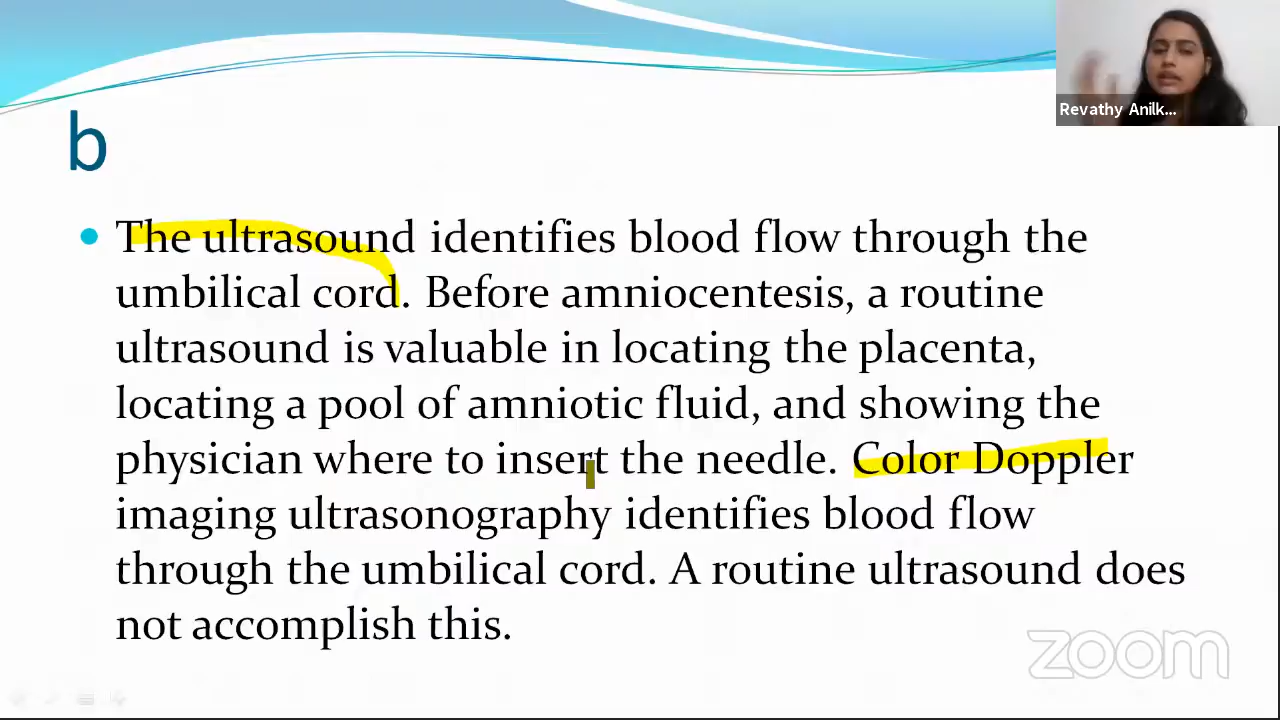 Revathy Anilk...
b
The ultrasound identifies blood flow through the
umbilical cord. Before amniocentesis, a routine
ultrasound is valuable in locating the placenta,
locating a pool of amniotic fluid, and showing the
physician where to insert the needle. Color Doppler
imaging ultrasonography identifies blood flow
through the umbilical cord. A routine ultrasound does
not accomplish this.
zoom